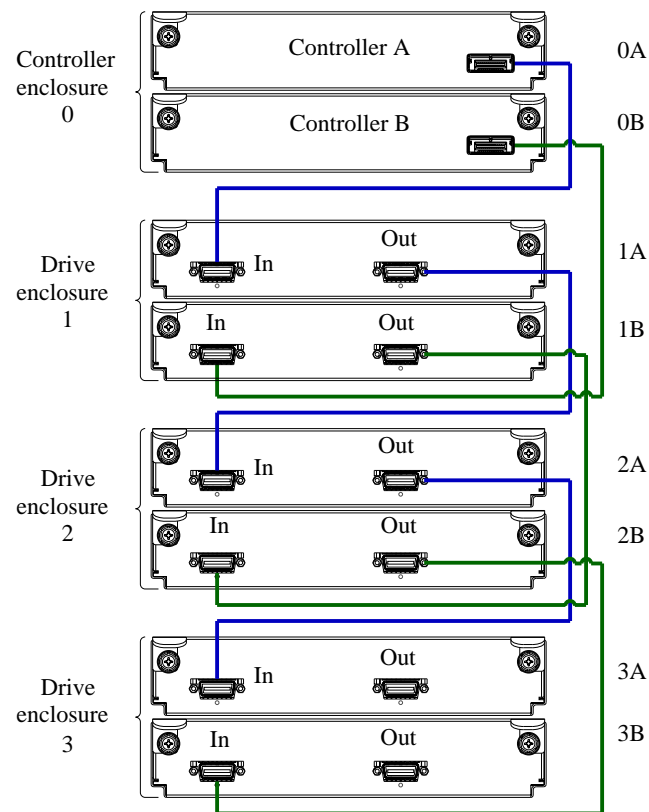 Controller
enclosure
0
Controller A
0A
Controller B
0B
Drive
enclosure
1
In
Out
1A
In
Out
1B
Drive
enclosure
2
In
Out
2A
In
Out
2B
Drive
enclosure
3
In
Out
3A
In
Out
3B